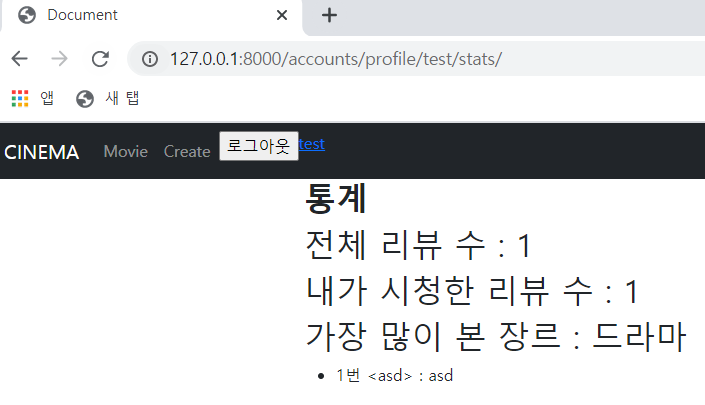 Document
127.0.0.1:8000/accounts/profile/test/stats/
앱 새 탭
CINEMA Movie Create 로그아웃 test
통계
전체 리뷰 수 : 1
내가 시청한 리뷰 수 : 1
가장 많이 본 장르 : 드라마
1번 <asd> : asd